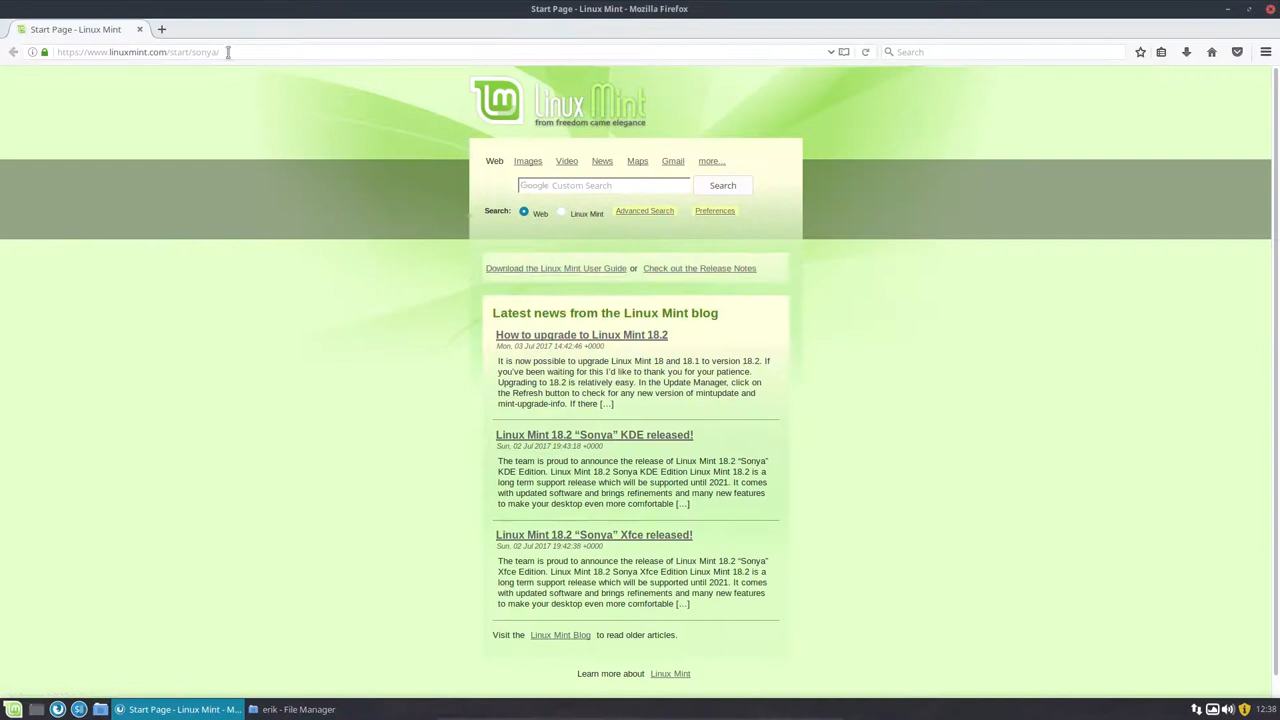 Start Page - Linux Mint - Mozilla Firefox
Start Page - Linux Mint
https://www.linuxmint.com/start/sonya/
Search
Linux Mint
from freedom came elegance
Web Images Video News Maps Gmail more...
Google Custom Search Search
Search: Web Linux Mint Advanced Search Preferences
Download the Linux Mint User Guide or Check out the Release Notes
Latest news from the Linux Mint blog
How to upgrade to Linux Mint 18.2
Mon, 03 Jul 2017 14:42:46 +0000
It is now possible to upgrade Linux Mint 18 and 18.1 to version 18.2. If
you’ve been waiting for this I’d like to thank you for your patience.
Upgrading to 18.2 is relatively easy. In the Update Manager, click on
the Refresh button to check for any new version of mintupdate and
mint-upgrade-info. If there […]
Linux Mint 18.2 “Sonya” KDE released!
Sun, 02 Jul 2017 19:43:18 +0000
The team is proud to announce the release of Linux Mint 18.2 “Sonya”
KDE Edition. Linux Mint 18.2 Sonya KDE Edition Linux Mint 18.2 is a
long term support release which will be supported until 2021. It comes
with updated software and brings refinements and many new features
to make your desktop even more comfortable […]
Linux Mint 18.2 “Sonya” Xfce released!
Sun, 02 Jul 2017 19:42:38 +0000
The team is proud to announce the release of Linux Mint 18.2 “Sonya”
Xfce Edition. Linux Mint 18.2 Sonya Xfce Edition Linux Mint 18.2 is a
long term support release which will be supported until 2021. It comes
with updated software and brings refinements and many new features
to make your desktop even more comfortable […]
Visit the Linux Mint Blog to read older articles.
Learn more about Linux Mint
Start Page - Linux Mint - M... erik - File Manager 12:38